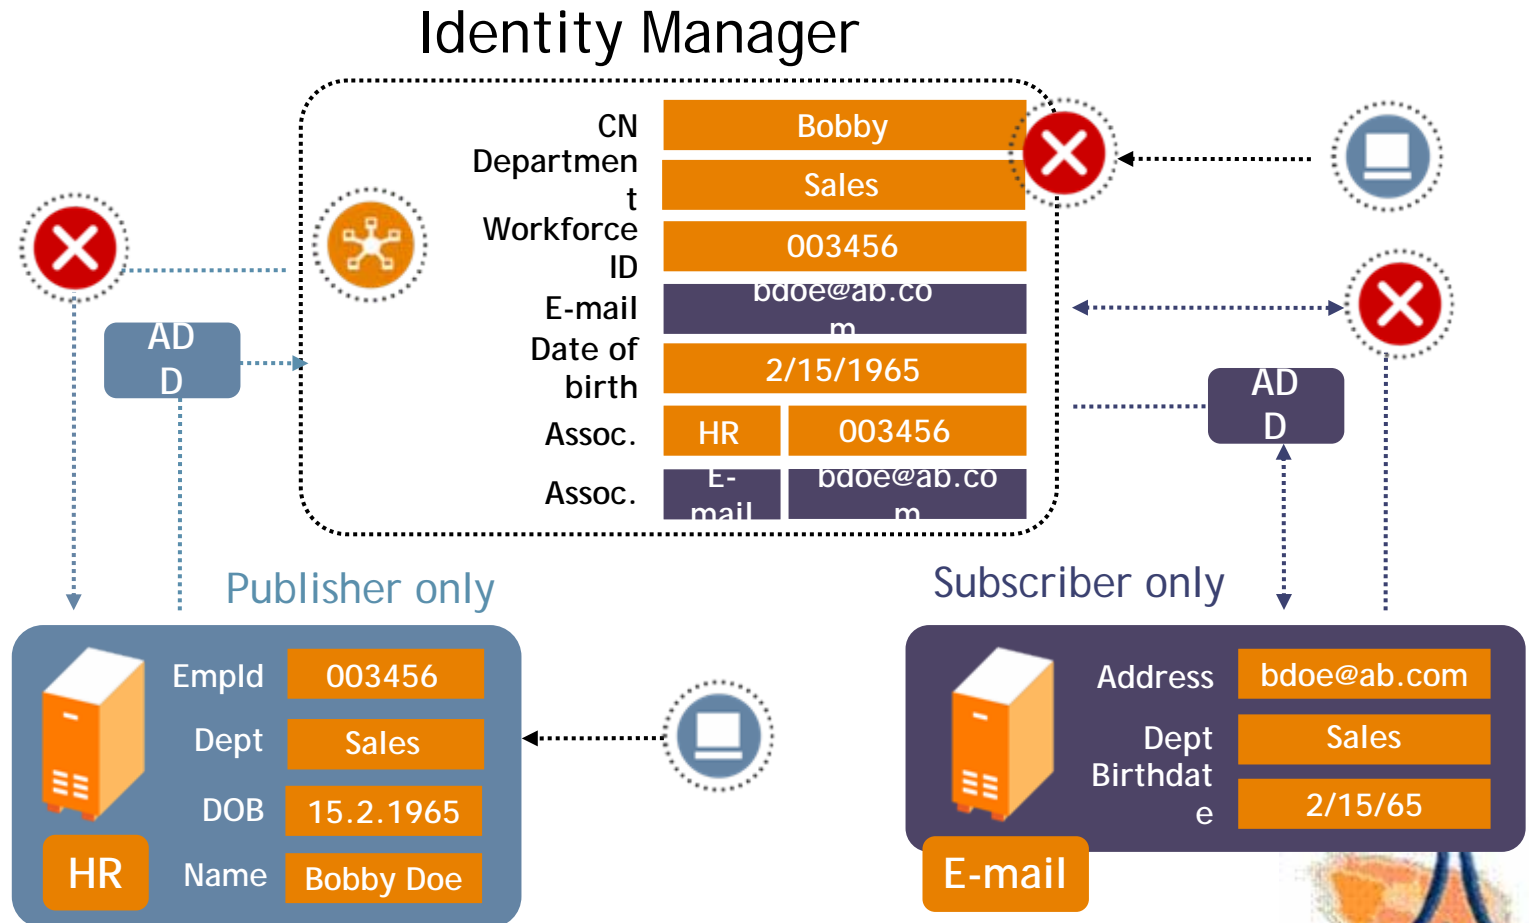 Identity Manager
CN
Bobby
Departmen
t
Sales
Workforce
ID
003456
E-mail
bdoe@ab.co
m
Date of
birth
2/15/1965
Assoc.
HR
003456
Assoc.
E-
mail
bdoe@ab.co
m
AD
D
AD
D
Publisher only
Subscriber only
EmpId
003456
Dept
Sales
DOB
15.2.1965
Name
Bobby Doe
HR
Address
bdoe@ab.com
Dept
Sales
Birthdat
e
2/15/65
E-mail